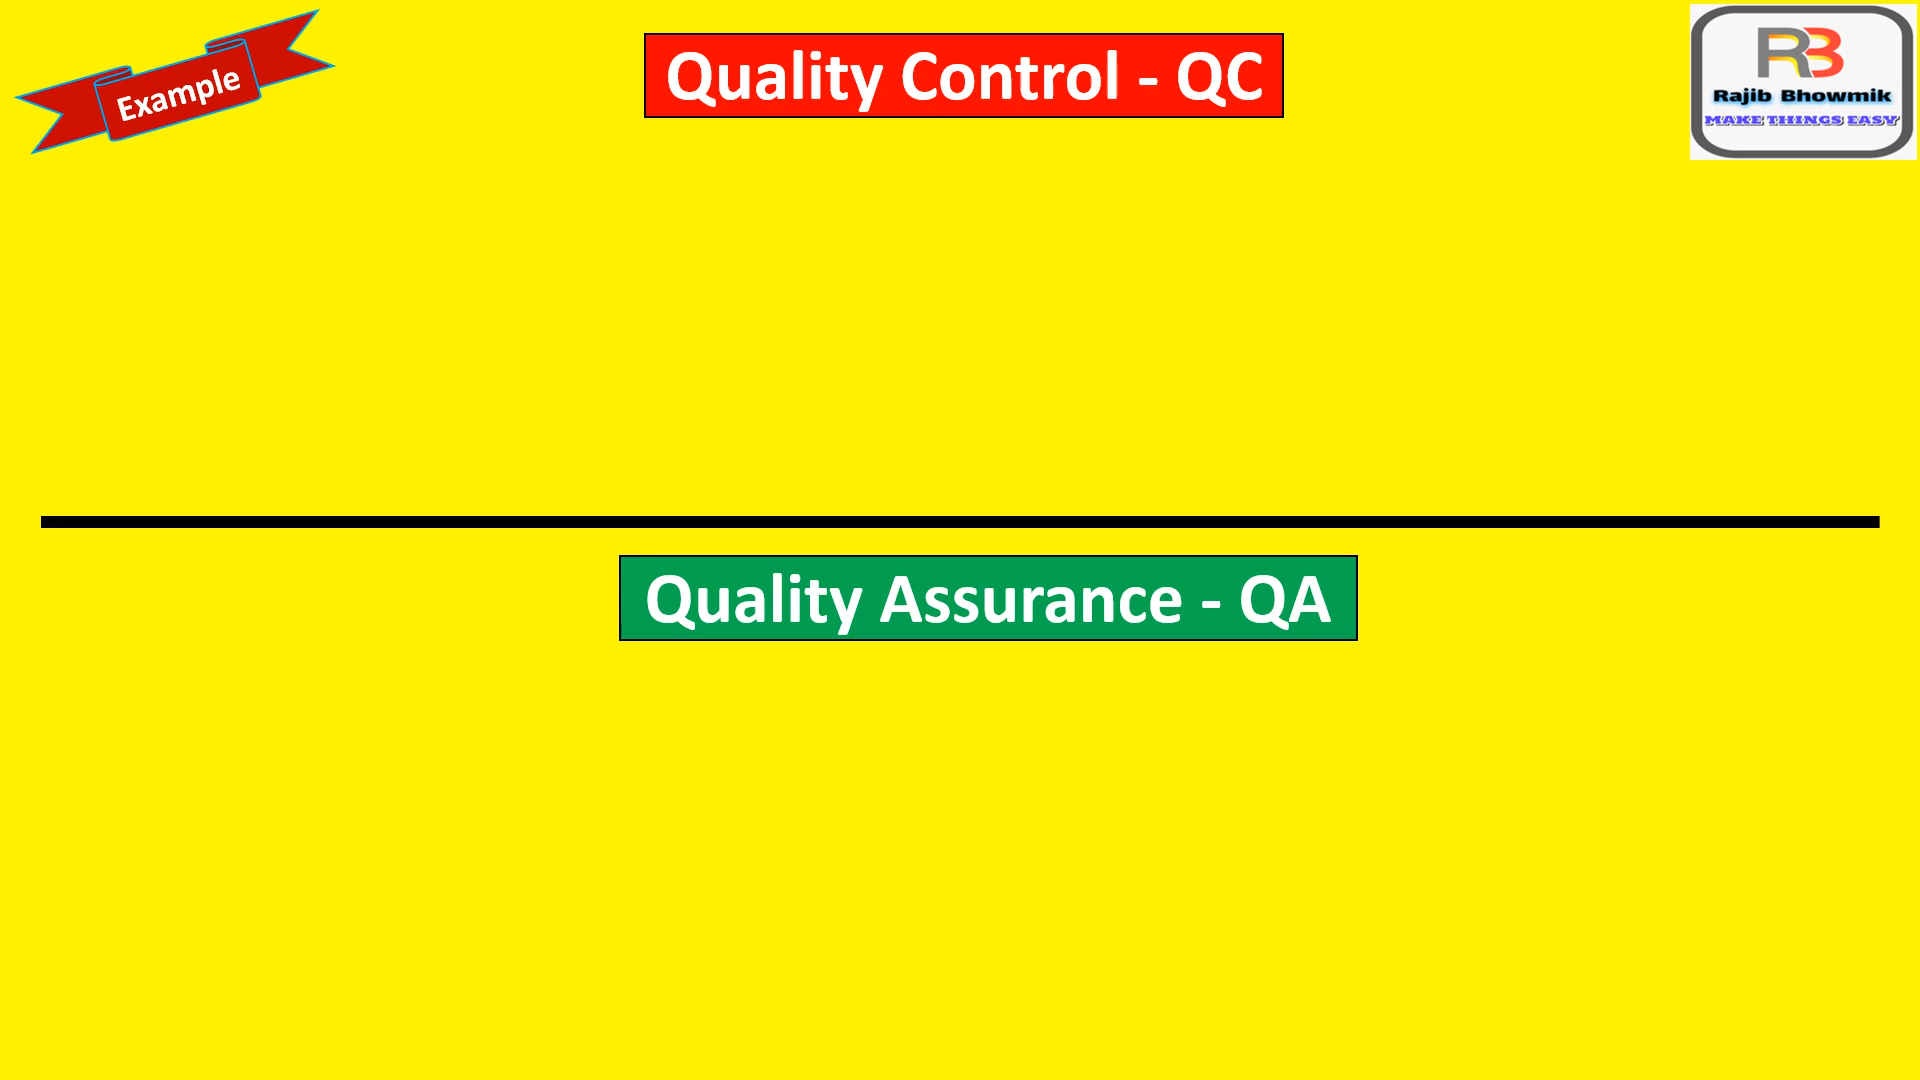 Example
Quality Control - QC
RB
Rajib Bhowmik
MAKE THINGS EASY
Quality Assurance - QA